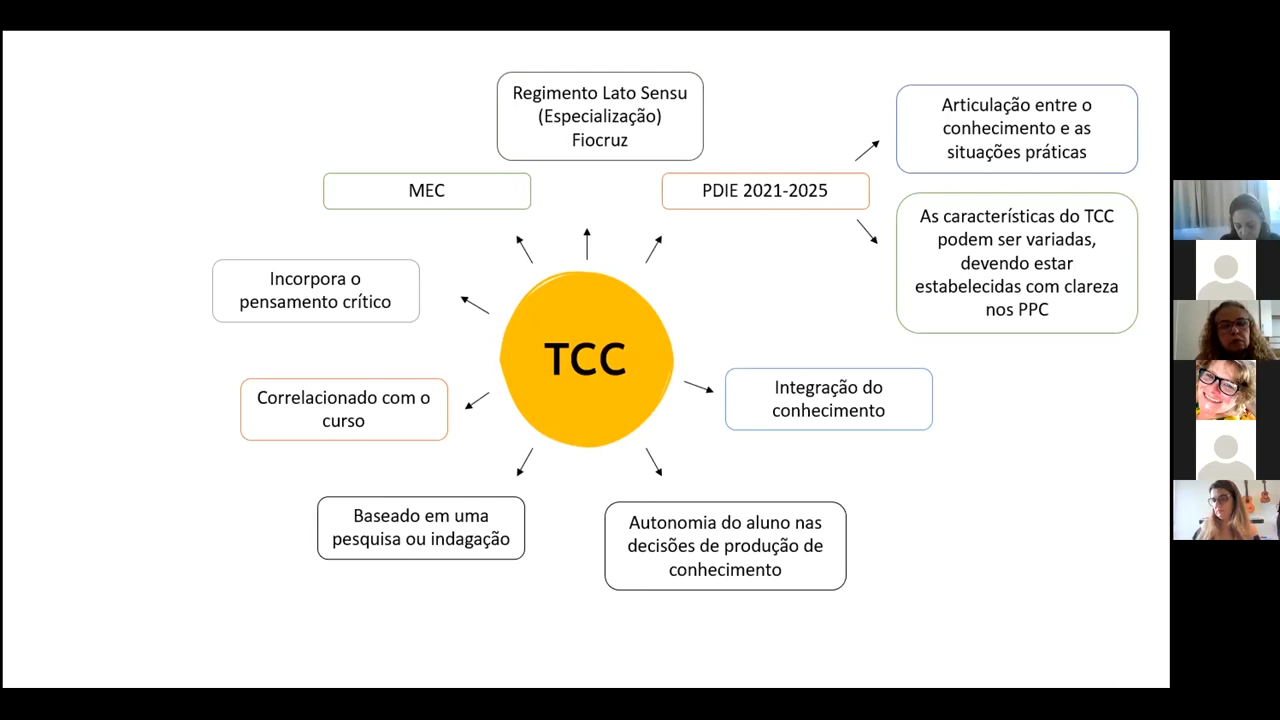 Regimento Lato Sensu
(Especialização)
Fiocruz
MEC
PDIE 2021-2025
Articulação entre o
conhecimento e as
situações práticas
As características do TCC
podem ser variadas,
devendo estar
estabelecidas com clareza
nos PPC
Incorpora o
pensamento crítico
TCC
Correlacionado com o
curso
Integração do
conhecimento
Baseado em uma
pesquisa ou indagação
Autonomia do aluno nas
decisões de produção de
conhecimento